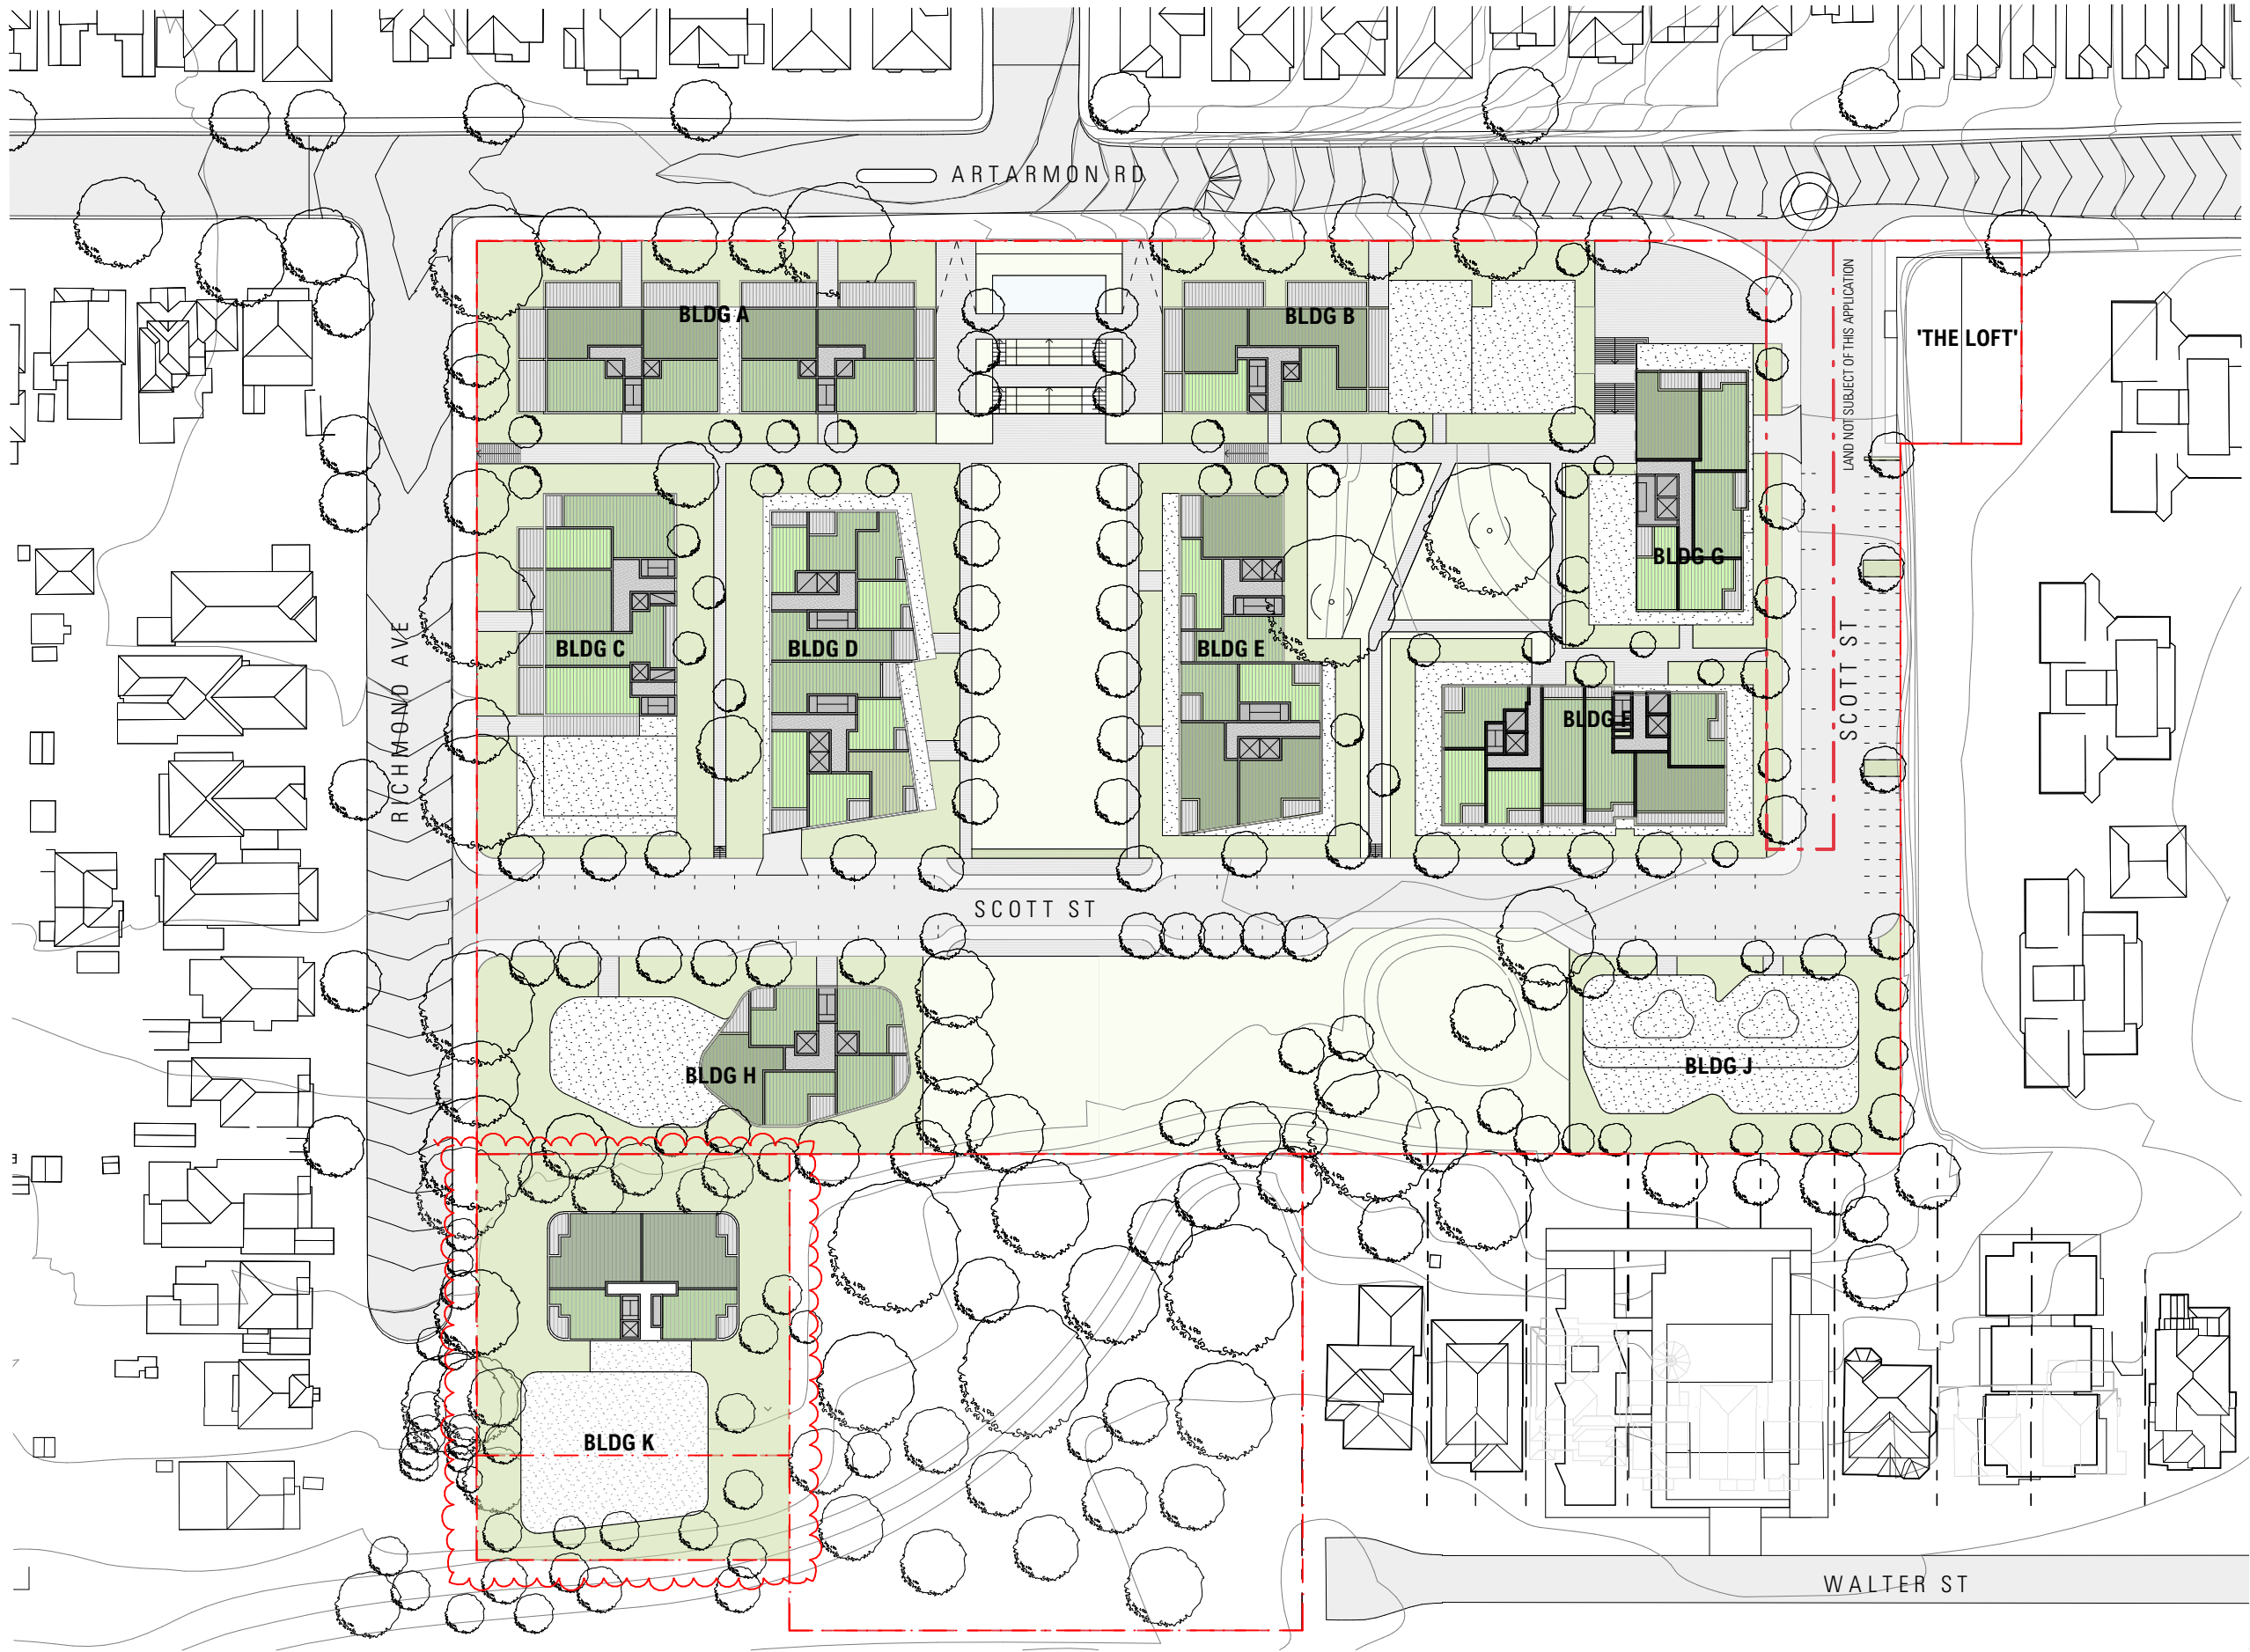 ARTARMON RD
BLDG A
BLDG B
'THE LOFT'
LAND NOT SUBJECT OF THIS APPLICATION
BLDG G
RICHMOND AVE
BLDG C
BLDG D
BLDG E
SCOTT ST
BLDG F
SCOTT ST
BLDG H
BLDG J
BLDG K
WALTER ST